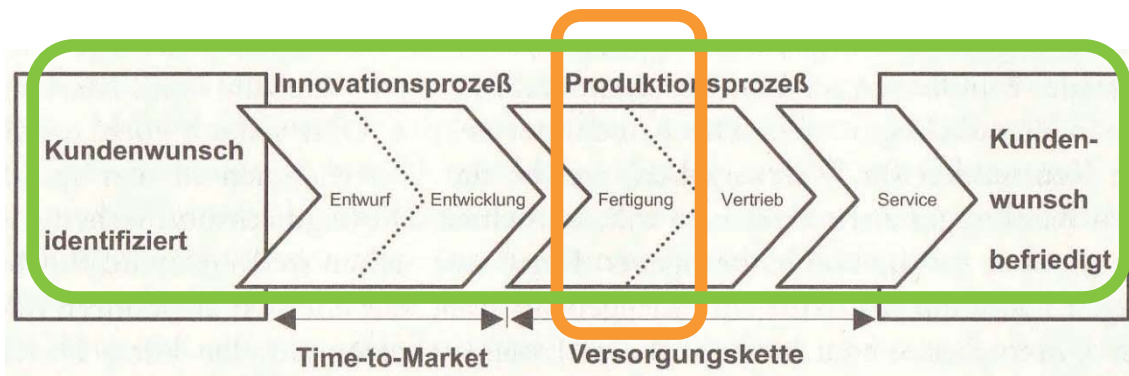 Innovationsprozeß Produktionsprozeß
Kundenwunsch
identifiziert
Entwurf Entwicklung Fertigung Vertrieb Service
Kunden-
wunsch
befriedigt
Time-to-Market Versorgungskette